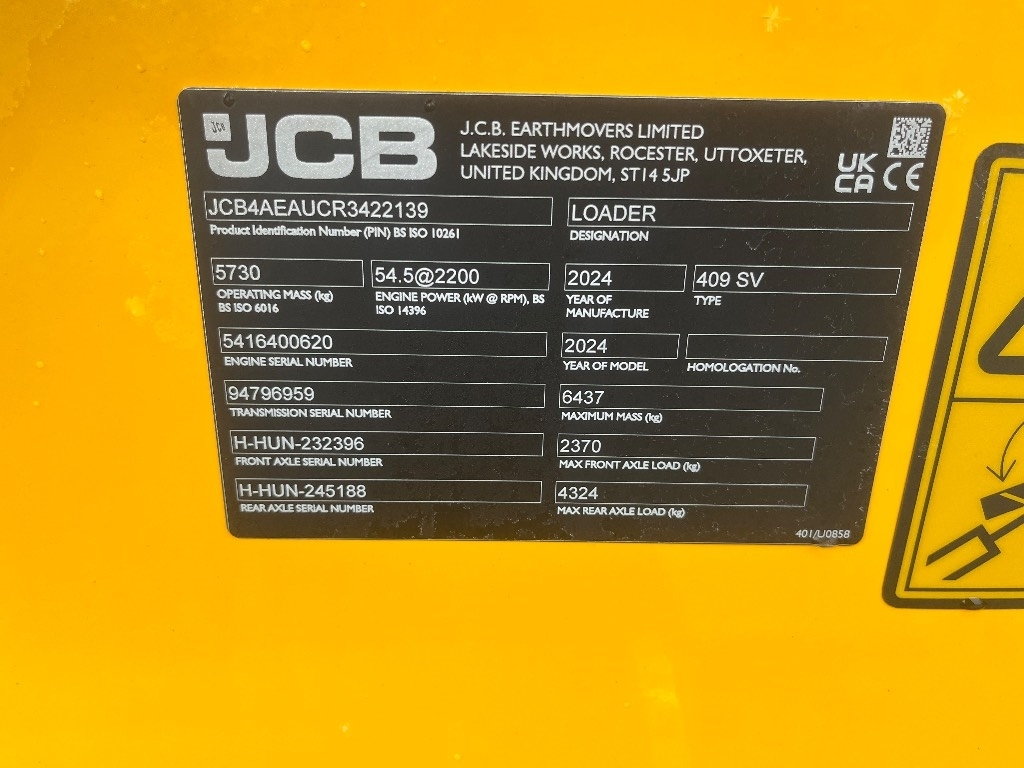 JCB JCB
J.C.B. EARTHMOVERS LIMITED
LAKESIDE WORKS, ROCESTER, UTTOXETER,
UNITED KINGDOM, ST14 5JP
UK
CA CE
JCB4AEAUCR3422139
Product Identification Number (PIN) BS ISO 10261
LOADER
DESIGNATION
5730
OPERATING MASS (kg)
BS ISO 6016
54.5@2200
ENGINE POWER (kW @ RPM), BS
ISO 14396
2024
YEAR OF
MANUFACTURE
409 SV
TYPE
5416400620
ENGINE SERIAL NUMBER
2024
YEAR OF MODEL
HOMOLOGATION No.
94796959
TRANSMISSION SERIAL NUMBER
6437
MAXIMUM MASS (kg)
H-HUN-232396
FRONT AXLE SERIAL NUMBER
2370
MAX FRONT AXLE LOAD (kg)
H-HUN-245188
REAR AXLE SERIAL NUMBER
4324
MAX REAR AXLE LOAD (kg)
401/U0858